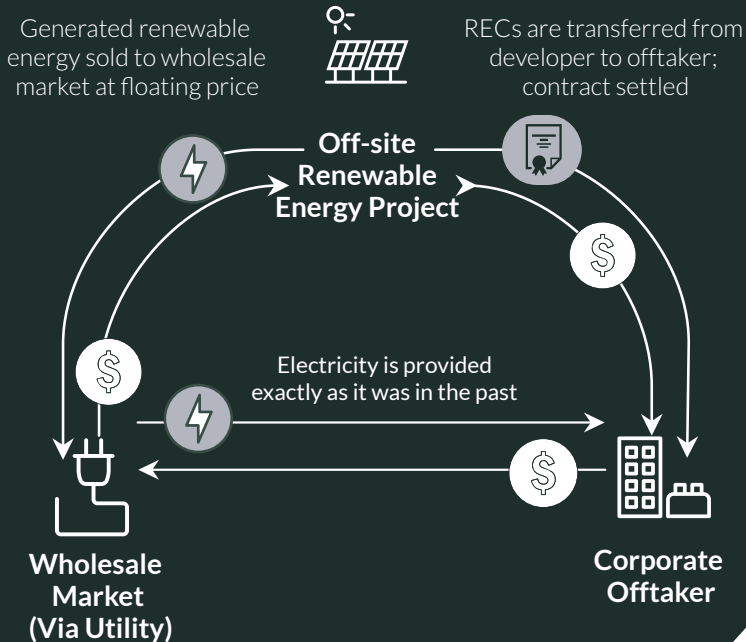 Generated renewable
energy sold to wholesale
market at floating price
RECs are transferred from
developer to offtaker;
contract settled
Off-site
Renewable
Energy Project
$
$
Electricity is provided
exactly as it was in the past
$
Wholesale
Market
(Via Utility)
Corporate
Offtaker